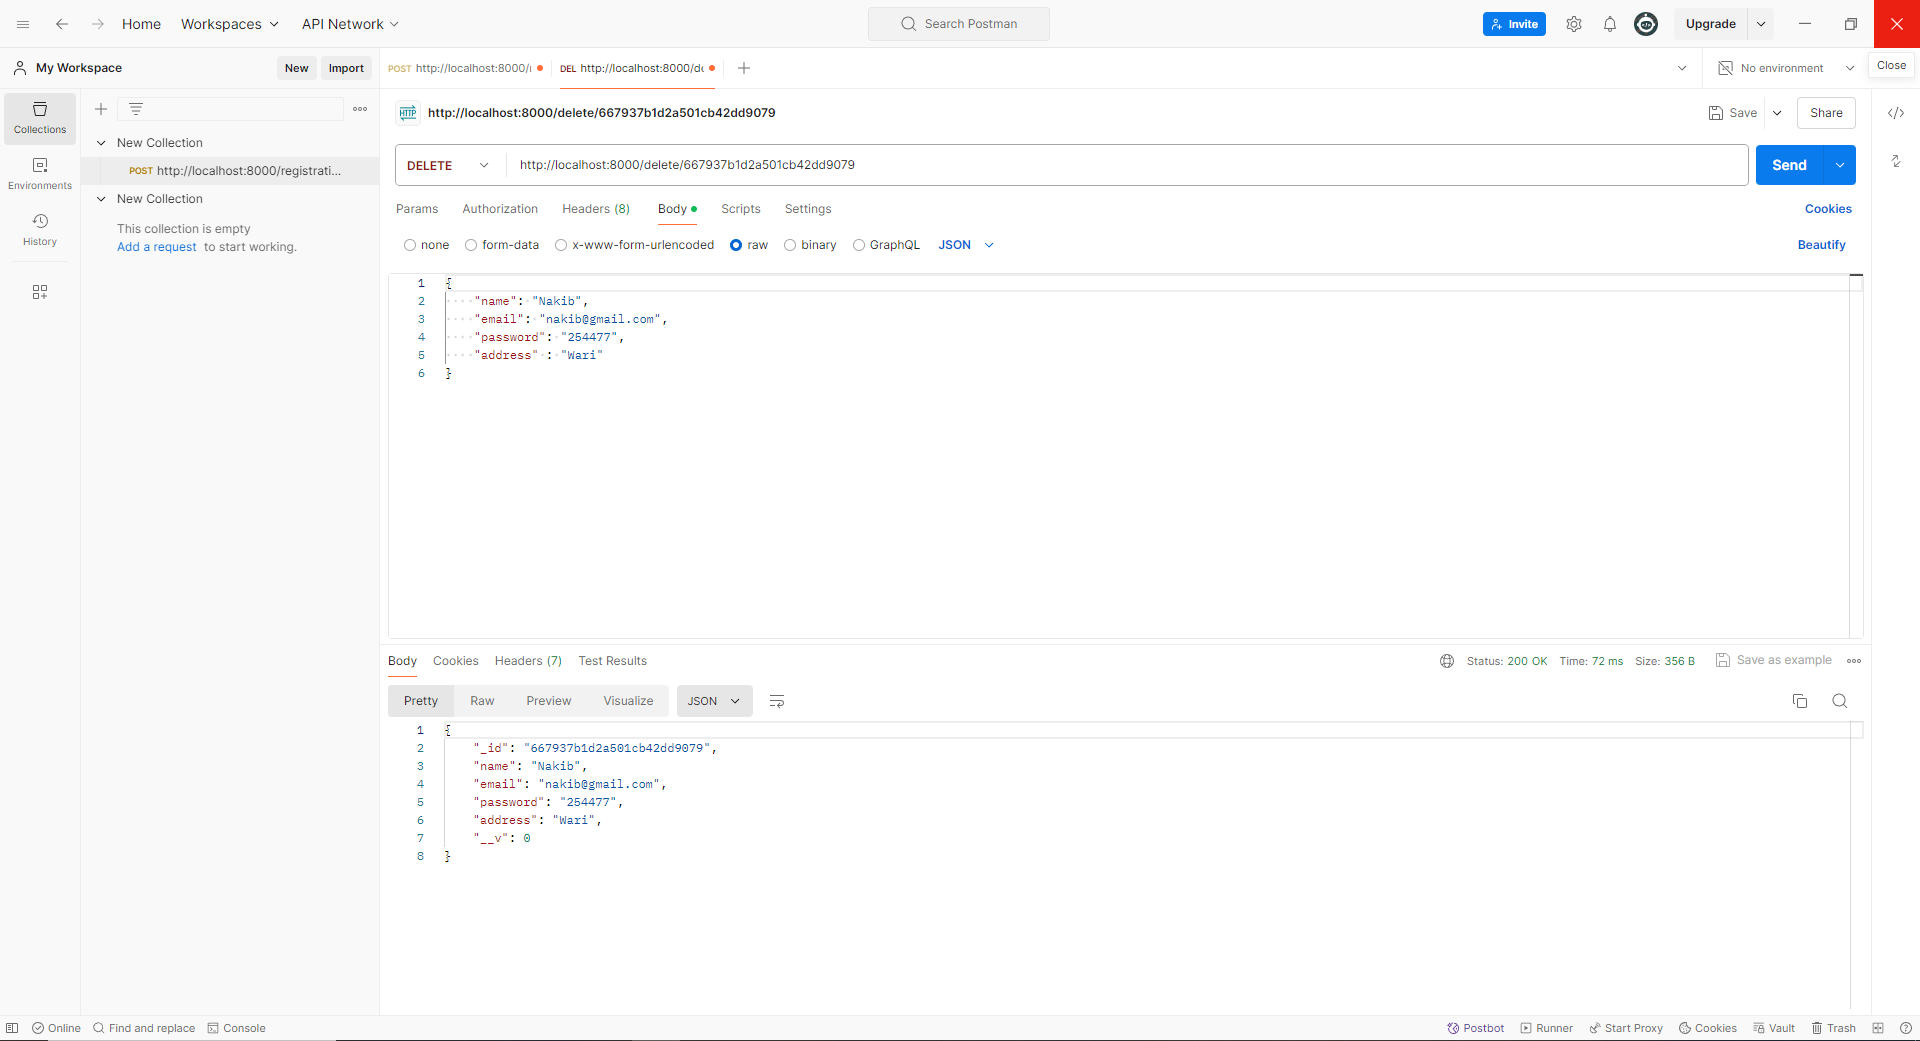 Home Workspaces API Network Search Postman Invite Upgrade
My Workspace New Import POST http://localhost:8000/ DEL http://localhost:8000/de No environment Close
Collections
Environments
History
New Collection
POST http://localhost:8000/registrati...
New Collection
This collection is empty
Add a request to start working.
HTTP http://localhost:8000/delete/667937b1d2a501cb42dd9079 Save Share
DELETE http://localhost:8000/delete/667937b1d2a501cb42dd9079 Send
Params Authorization Headers (8) Body Scripts Settings Cookies
none form-data x-www-form-urlencoded raw binary GraphQL JSON Beautify
1 {
2 "name": "Nakib",
3 "email": "nakib@gmail.com",
4 "password": "254477",
5 "address" : "Wari"
6 }
Body Cookies Headers (7) Test Results Status: 200 OK Time: 72 ms Size: 356 B Save as example
Pretty Raw Preview Visualize JSON
1 {
2 "_id": "667937b1d2a501cb42dd9079",
3 "name": "Nakib",
4 "email": "nakib@gmail.com",
5 "password": "254477",
6 "address": "Wari",
7 "__v": 0
8 }
Online Find and replace Console Postbot Runner Start Proxy Cookies Vault Trash